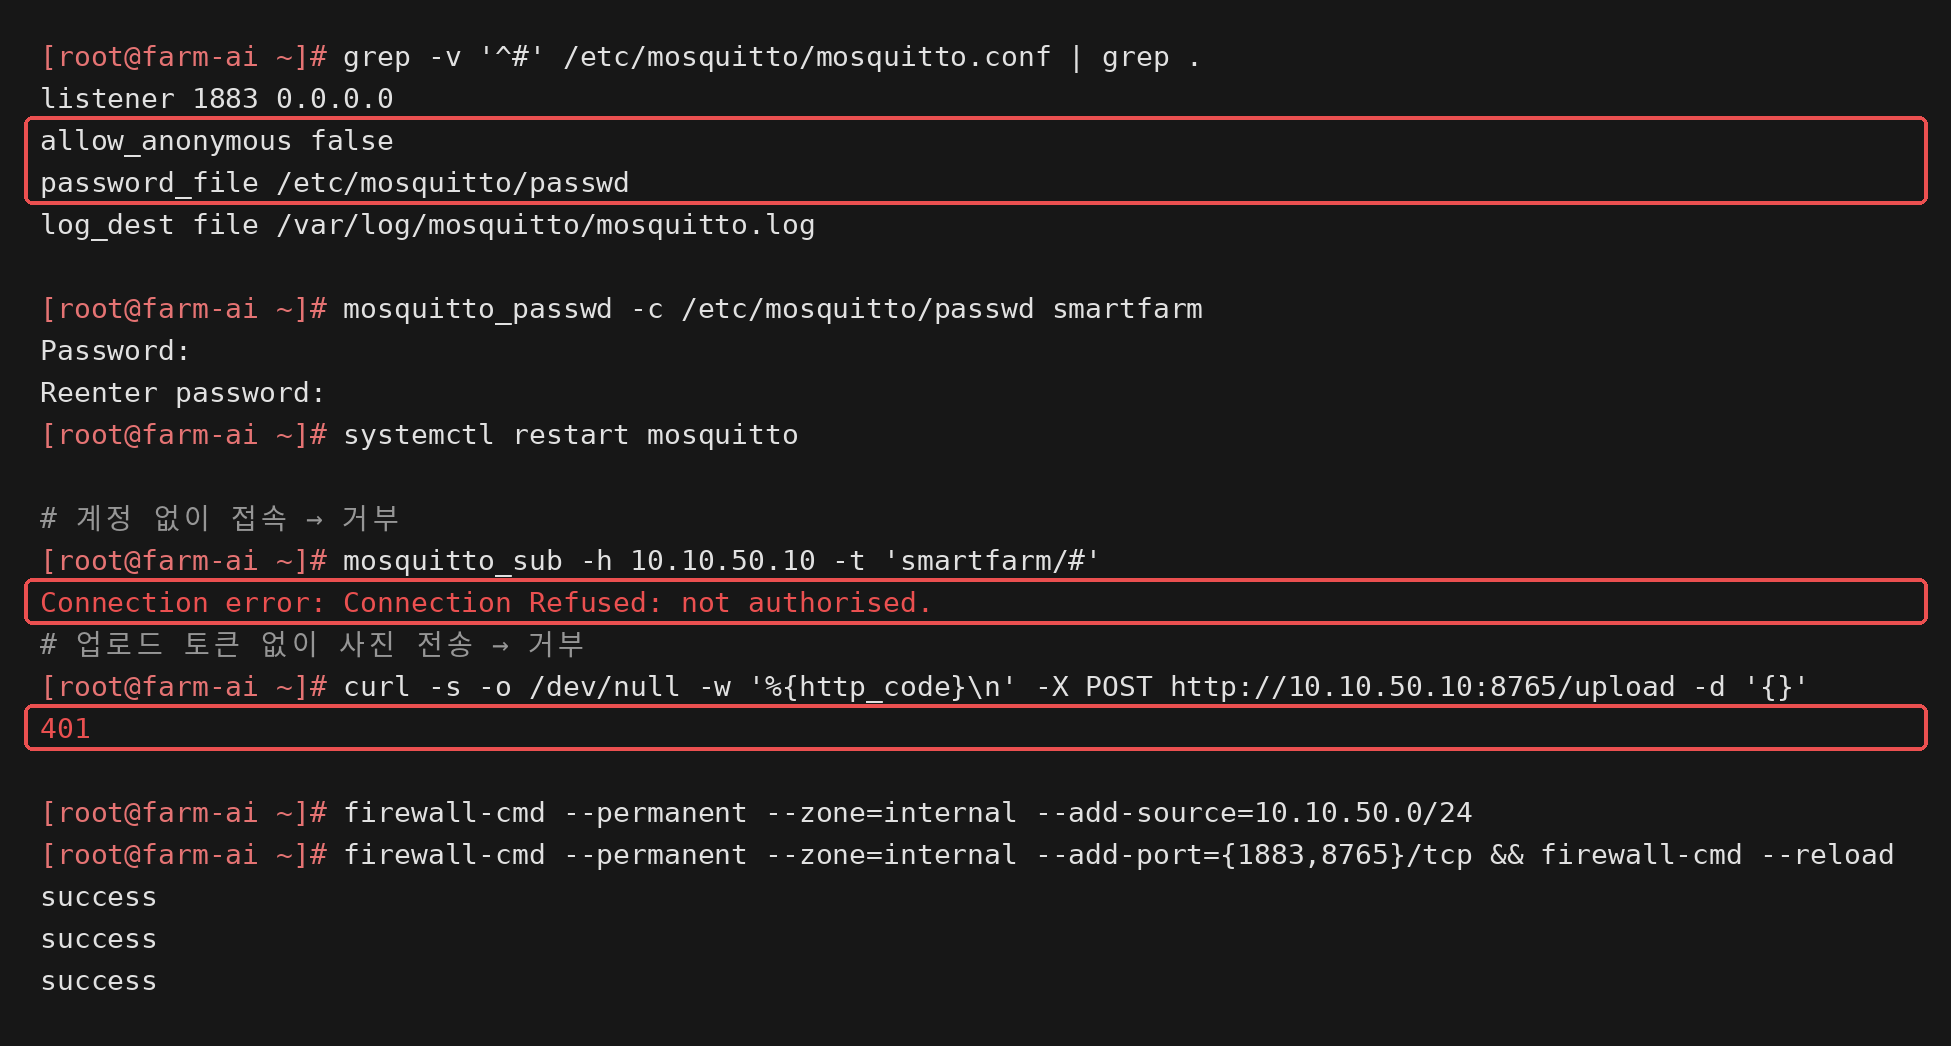 [root@farm-ai ~]# grep -v '^#' /etc/mosquitto/mosquitto.conf | grep .
listener 1883 0.0.0.0
allow_anonymous false
password_file /etc/mosquitto/passwd
log_dest file /var/log/mosquitto/mosquitto.log
[root@farm-ai ~]# mosquitto_passwd -c /etc/mosquitto/passwd smartfarm
Password:
Reenter password:
[root@farm-ai ~]# systemctl restart mosquitto
# 계정 없이 접속 → 거부
[root@farm-ai ~]# mosquitto_sub -h 10.10.50.10 -t 'smartfarm/#'
Connection error: Connection Refused: not authorised.
# 업로드 토큰 없이 사진 전송 → 거부
[root@farm-ai ~]# curl -s -o /dev/null -w '%{http_code}\n' -X POST http://10.10.50.10:8765/upload -d '{}'
401
[root@farm-ai ~]# firewall-cmd --permanent --zone=internal --add-source=10.10.50.0/24
[root@farm-ai ~]# firewall-cmd --permanent --zone=internal --add-port={1883,8765}/tcp && firewall-cmd --reload
success
success
success